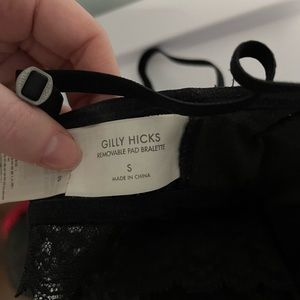 GILLY HICKS
REMOVABLE PAD BRALETTE
S
MADE IN CHINA